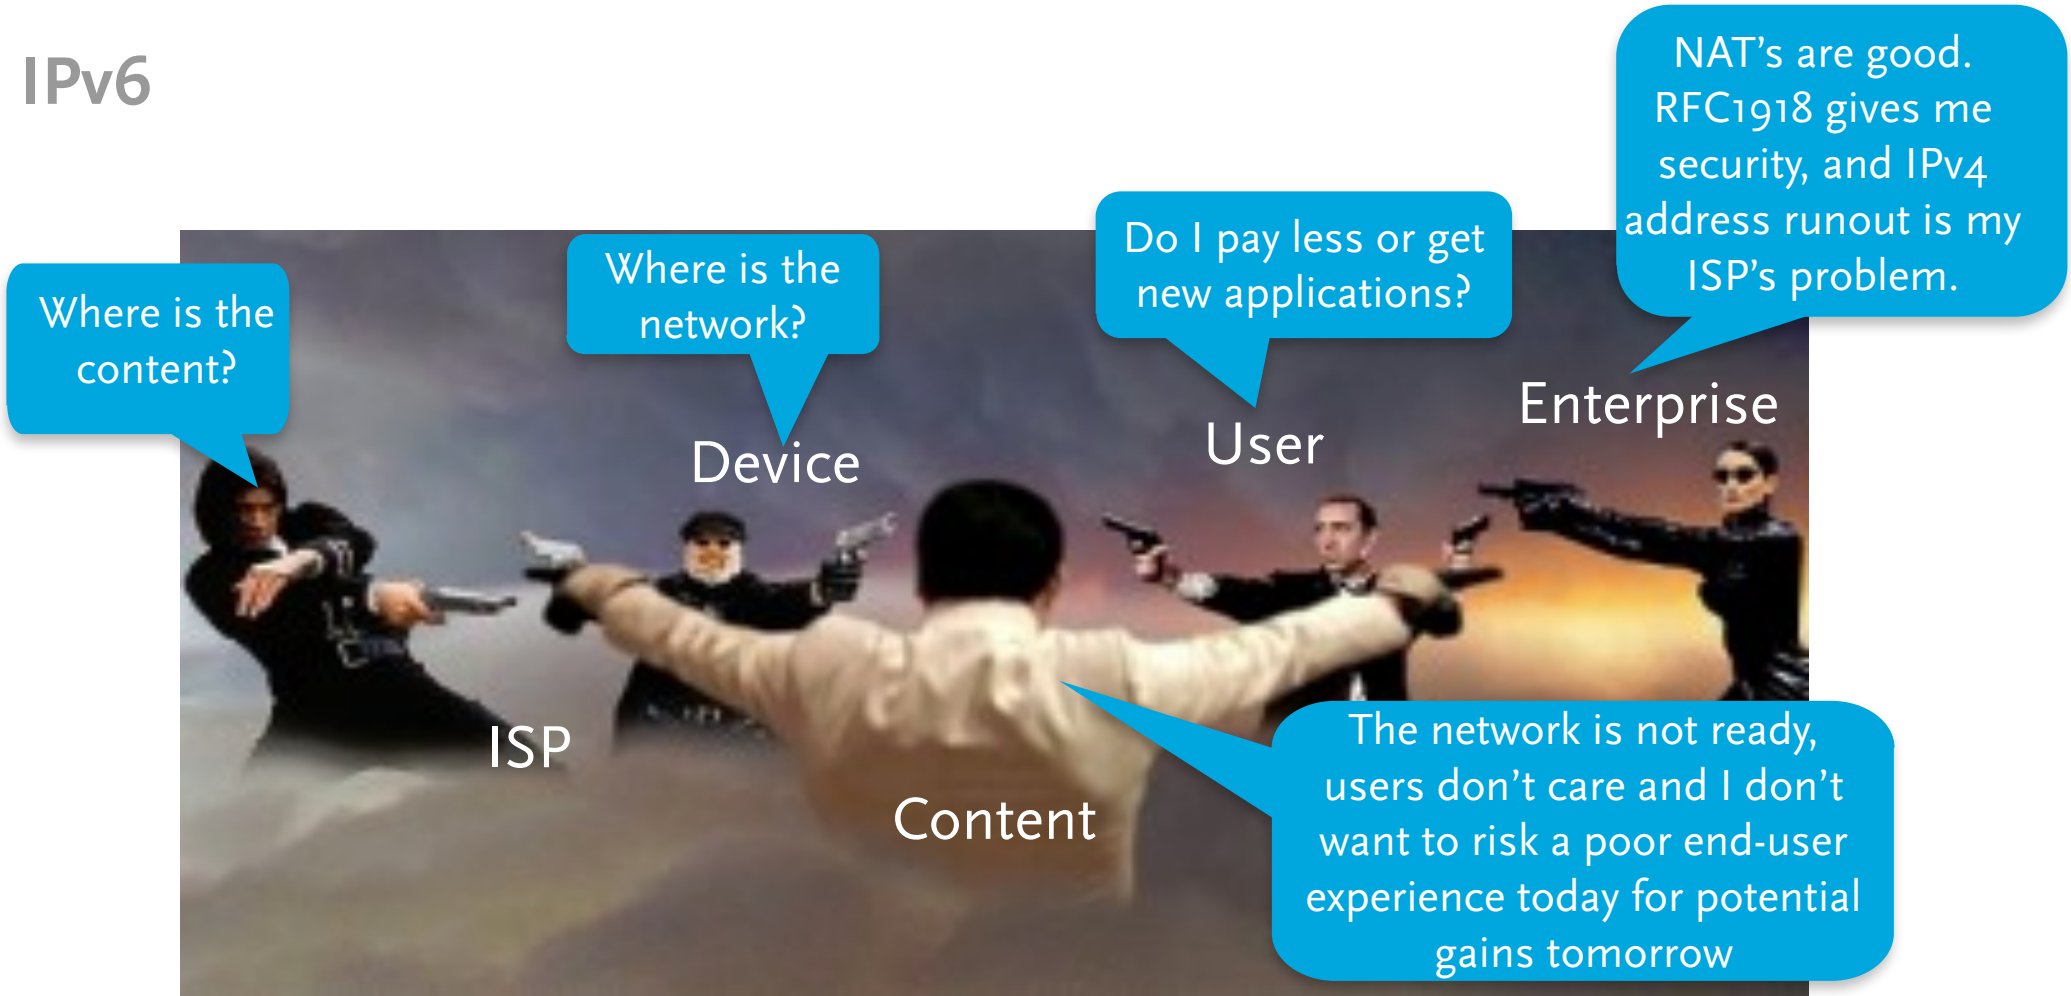 IPv6
NAT's are good.
RFC1918 gives me
security, and IPv4
address runout is my
ISP's problem.
Do I pay less or get
new applications?
Where is the
network?
Where is the
content?
Enterprise
User
Device
ISP
Content
The network is not ready,
users don't care and I don't
want to risk a poor end-user
experience today for potential
gains tomorrow